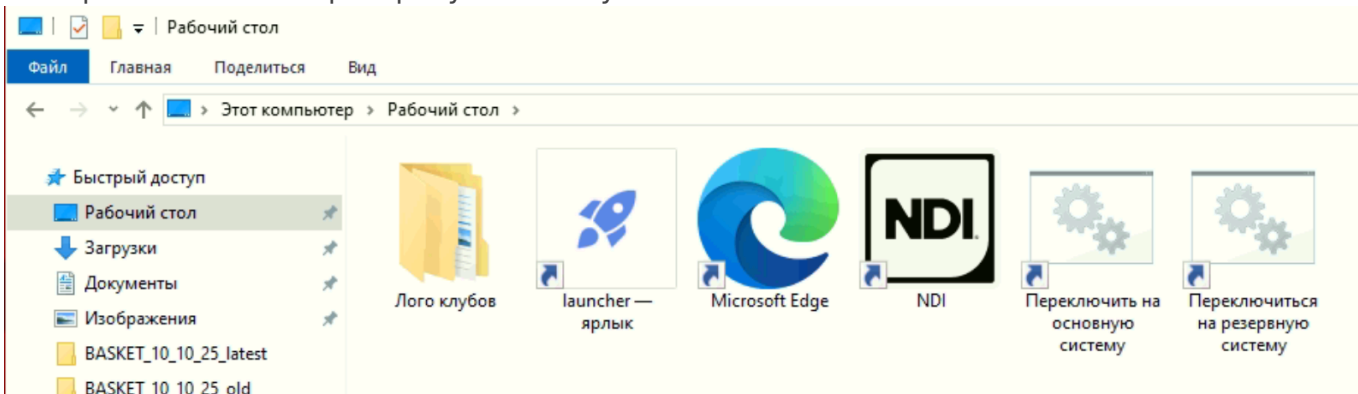 Рабочий стол
Файл Главная Поделиться Вид
Этот компьютер > Рабочий стол >
Быстрый доступ
Рабочий стол
Загрузки
Документы
Изображения
BASKET_10_10_25_latest
BASKET_10_10_25_old
Лого клубов
launcher —
ярлык
Microsoft Edge
NDI
NDI
Переключить на
основную
систему
Переключиться
на резервную
систему